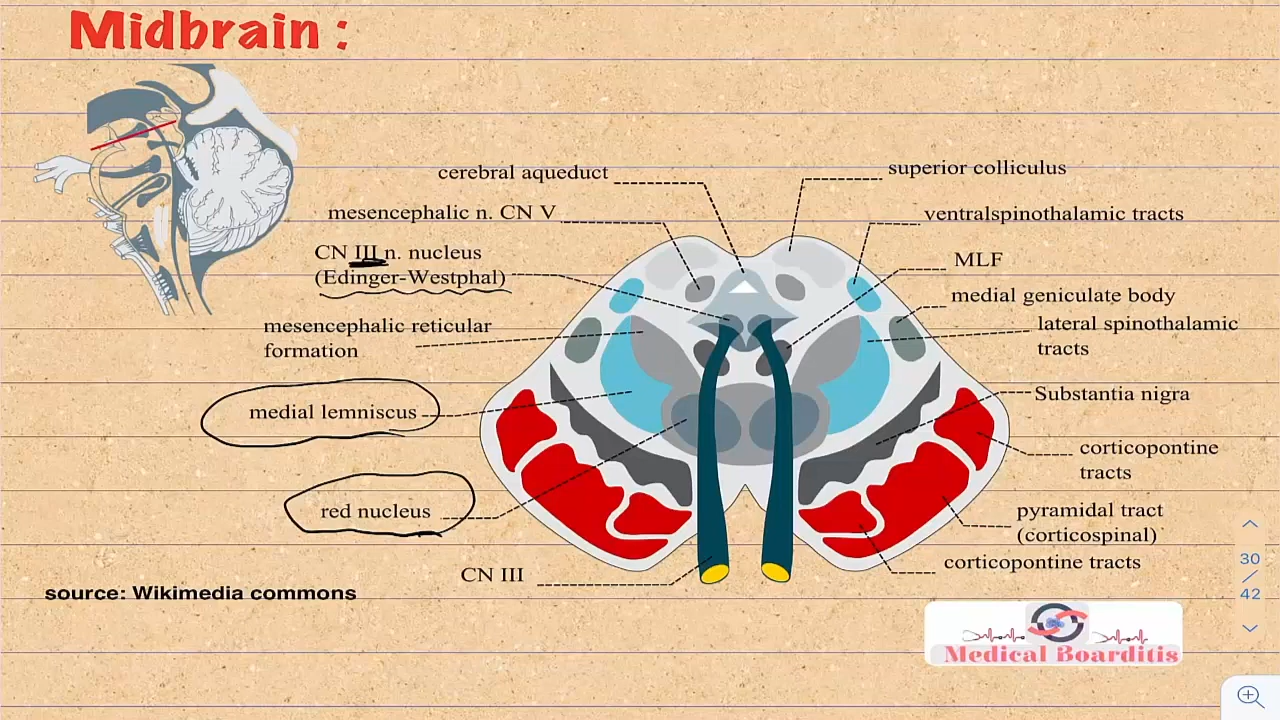 Midbrain :
cerebral aqueduct
mesencephalic n. CN V
CN III n. nucleus
(Edinger-Westphal)
mesencephalic reticular
formation
medial lemniscus
red nucleus
CN III
superior colliculus
ventralspinothalamic tracts
MLF
medial geniculate body
lateral spinothalamic
tracts
Substantia nigra
corticopontine
tracts
pyramidal tract
(corticospinal)
corticopontine tracts
source: Wikimedia commons
30
/
42
Medical Boarditis